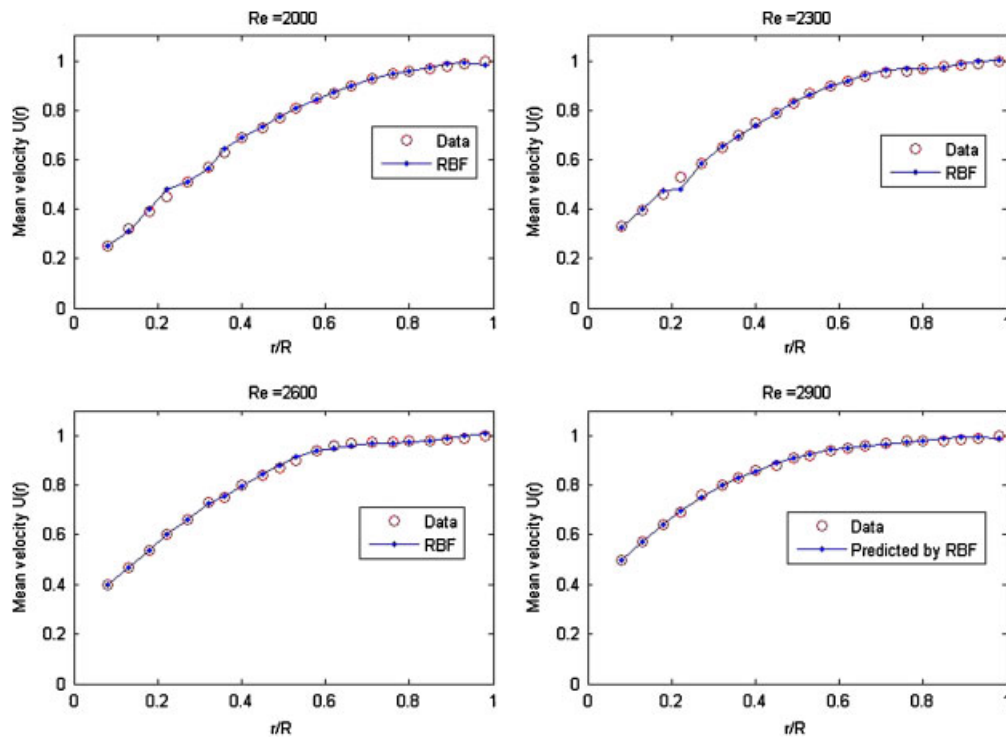 Re =2000
Mean velocity U(r)
1
0.8
0.6
0.4
0.2
0
Data
RBF
0 0.2 0.4 0.6 0.8 1
r/R
Re =2300
Mean velocity U(r)
1
0.8
0.6
0.4
0.2
0
Data
RBF
0 0.2 0.4 0.6 0.8 1
r/R
Re =2600
Mean velocity U(r)
1
0.8
0.6
0.4
0.2
0
Data
RBF
0 0.2 0.4 0.6 0.8 1
r/R
Re =2900
Mean velocity U(r)
1
0.8
0.6
0.4
0.2
0
Data
Predicted by RBF
0 0.2 0.4 0.6 0.8 1
r/R